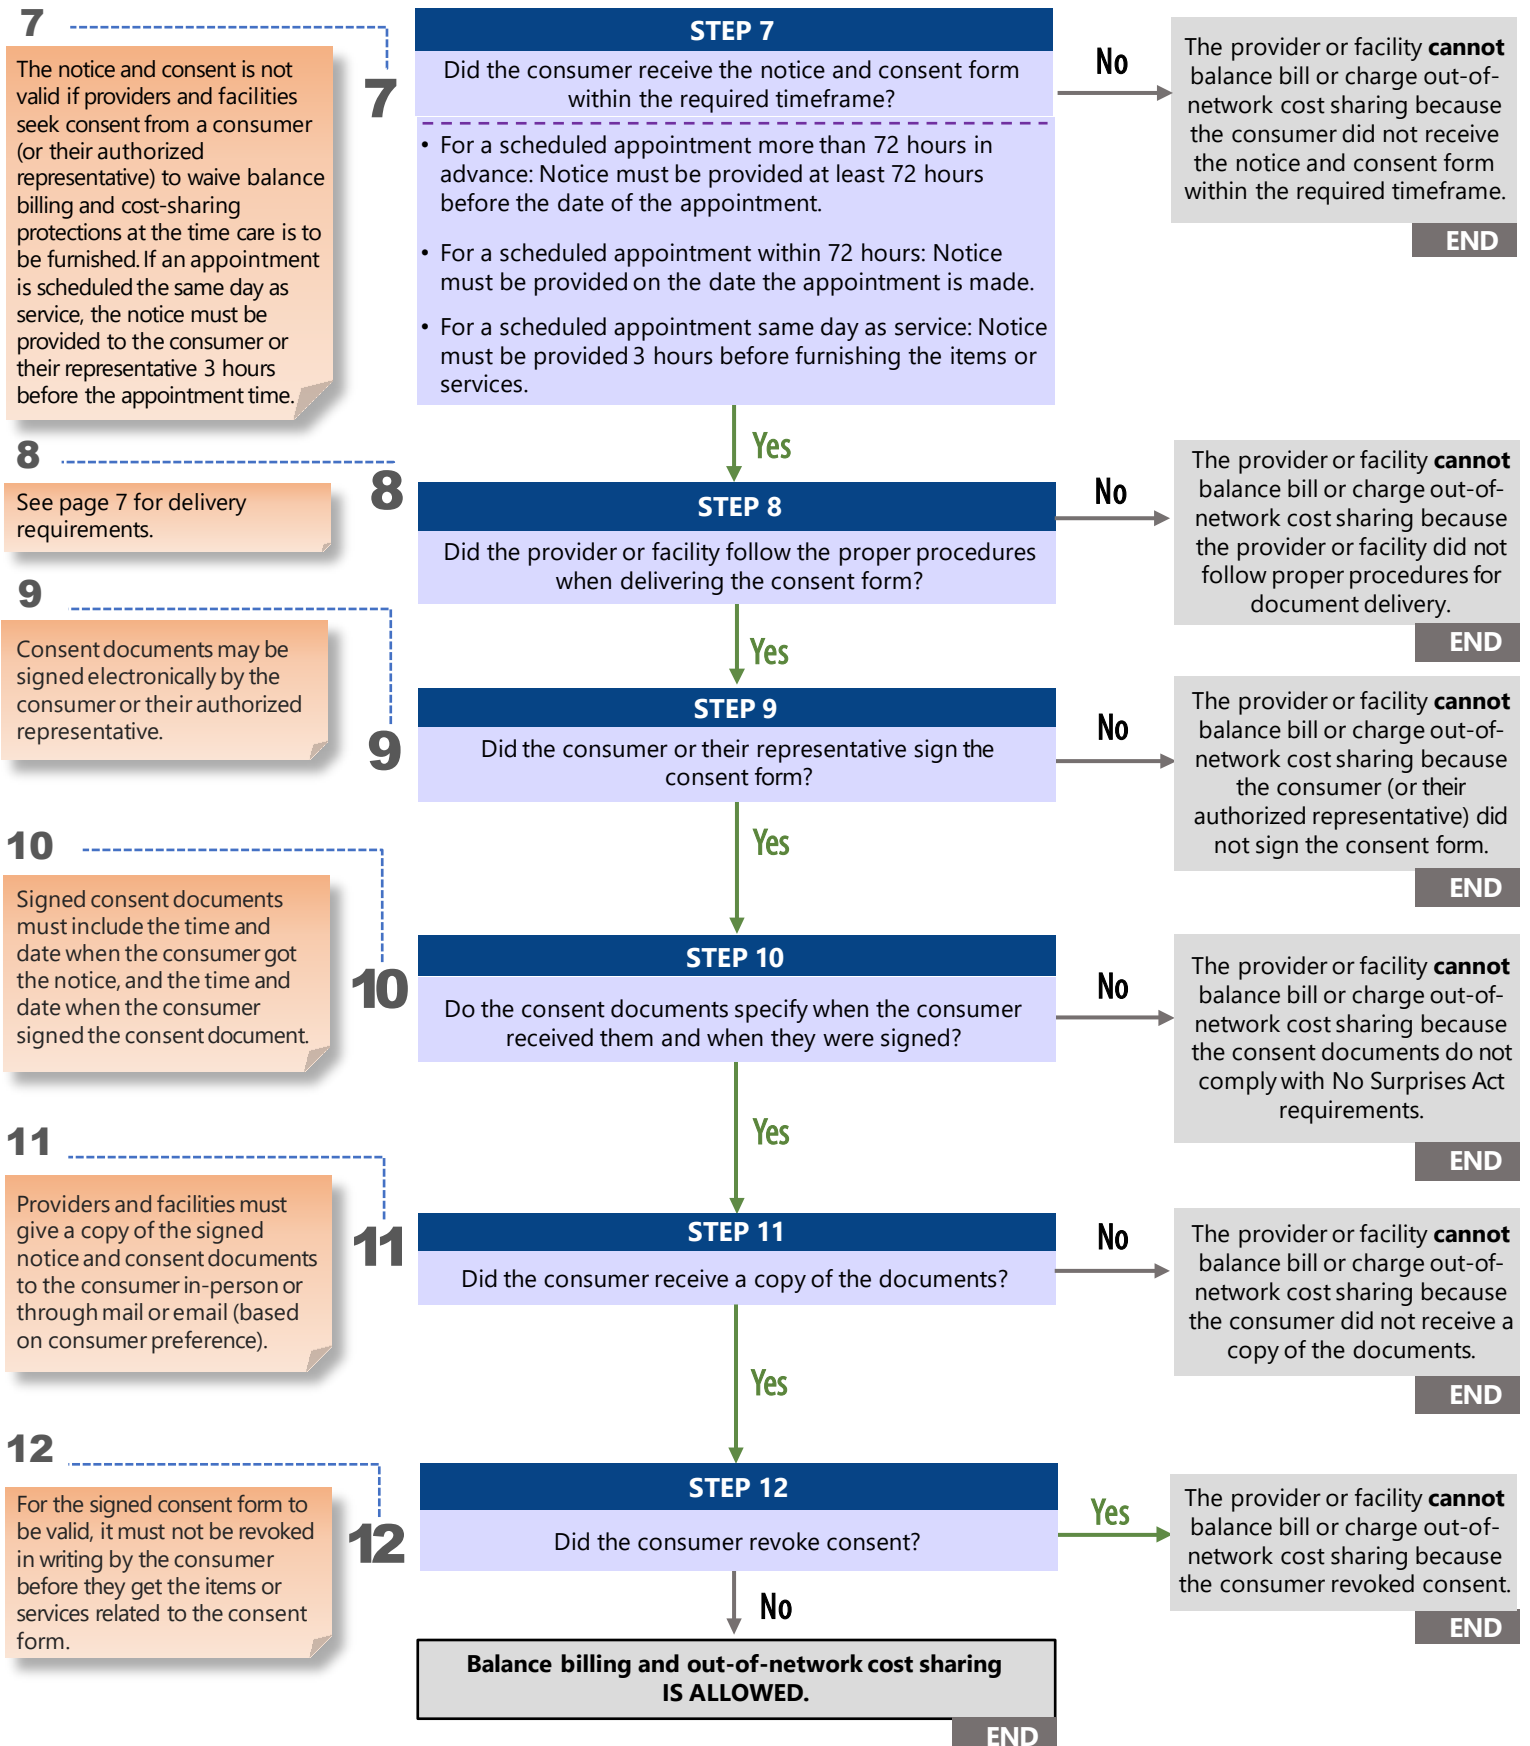 7
The notice and consent is not
valid if providers and facilities
seek consent from a consumer
(or their authorized
representative) to waive balance
billing and cost-sharing
protections at the time care is to
be furnished. If an appointment
is scheduled the same day as
service, the notice must be
provided to the consumer or
their representative 3 hours
before the appointment time.
7
STEP 7
Did the consumer receive the notice and consent form
within the required timeframe?
• For a scheduled appointment more than 72 hours in
advance: Notice must be provided at least 72 hours
before the date of the appointment.
• For a scheduled appointment within 72 hours: Notice
must be provided on the date the appointment is made.
• For a scheduled appointment same day as service: Notice
must be provided 3 hours before furnishing the items or
services.
No
The provider or facility cannot
balance bill or charge out-of-
network cost sharing because
the consumer did not receive
the notice and consent form
within the required timeframe.
END
Yes
8
See page 7 for delivery
requirements.
8
STEP 8
Did the provider or facility follow the proper procedures
when delivering the consent form?
No
The provider or facility cannot
balance bill or charge out-of-
network cost sharing because
the provider or facility did not
follow proper procedures for
document delivery.
END
Yes
9
Consent documents may be
signed electronically by the
consumer or their authorized
representative.
9
STEP 9
Did the consumer or their representative sign the
consent form?
No
The provider or facility cannot
balance bill or charge out-of-
network cost sharing because
the consumer (or their
authorized representative) did
not sign the consent form.
END
Yes
10
Signed consent documents
must include the time and
date when the consumer got
the notice, and the time and
date when the consumer
signed the consent document.
10
STEP 10
Do the consent documents specify when the consumer
received them and when they were signed?
No
The provider or facility cannot
balance bill or charge out-of-
network cost sharing because
the consent documents do not
comply with No Surprises Act
requirements.
END
Yes
11
Providers and facilities must
give a copy of the signed
notice and consent documents
to the consumer in-person or
through mail or email (based
on consumer preference).
11
STEP 11
Did the consumer receive a copy of the documents?
No
The provider or facility cannot
balance bill or charge out-of-
network cost sharing because
the consumer did not receive a
copy of the documents.
END
Yes
12
For the signed consent form to
be valid, it must not be revoked
in writing by the consumer
before they get the items or
services related to the consent
form.
12
STEP 12
Did the consumer revoke consent?
Yes
The provider or facility cannot
balance bill or charge out-of-
network cost sharing because
the consumer revoked consent.
END
No
Balance billing and out-of-network cost sharing
IS ALLOWED.
END